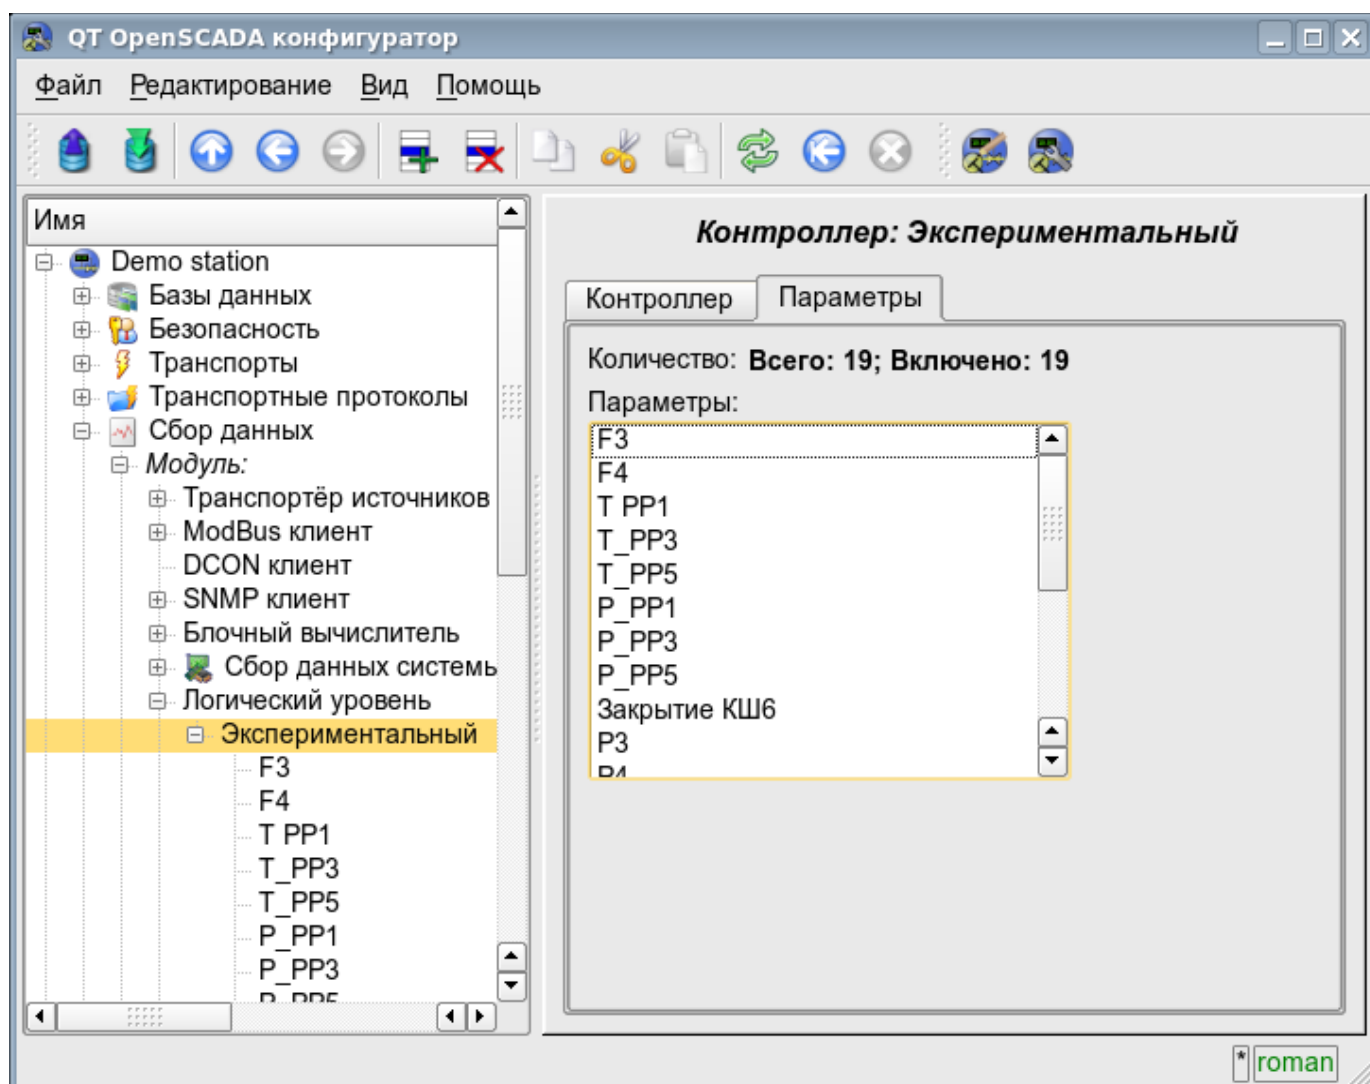 QT OpenSCADA конфигуратор
Файл Редактирование Вид Помощь
Имя
Demo station
Базы данных
Безопасность
Транспорты
Транспортные протоколы
Сбор данных
Модуль:
Транспортёр источников
ModBus клиент
DCON клиент
SNMP клиент
Блочный вычислитель
Сбор данных системы
Логический уровень
Экспериментальный
F3
F4
T PP1
T_PP3
T_PP5
P_PP1
P_PP3
P_PP5
Контроллер: Экспериментальный
Контроллер Параметры
Количество: Всего: 19; Включено: 19
Параметры:
F3
F4
T PP1
T_PP3
T_PP5
P_PP1
P_PP3
P_PP5
Закрытие КШ6
P3
P4
* roman